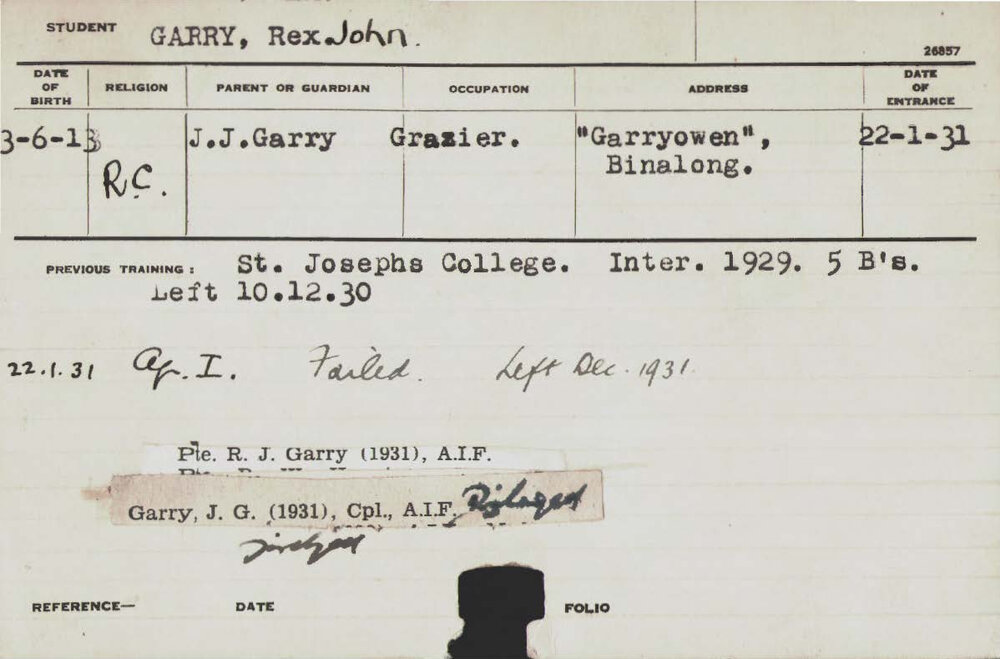 STUDENT GARRY, Rex John.
26857
DATE OF BIRTH RELIGION PARENT OR GUARDIAN OCCUPATION ADDRESS DATE OF ENTRANCE
3-6-13 R.C. J.J.Garry Grazier. "Garryowen", 22-1-31
Binalong.
PREVIOUS TRAINING: St. Josephs College. Inter. 1929. 5 B's.
Left 10.12.30
22.1.31 Ag. I. Failed. Left Dec. 1931
Pte. R. J. Garry (1931), A.I.F.
Garry, J. G. (1931), Cpl., A.I.F.
REFERENCE— DATE FOLIO